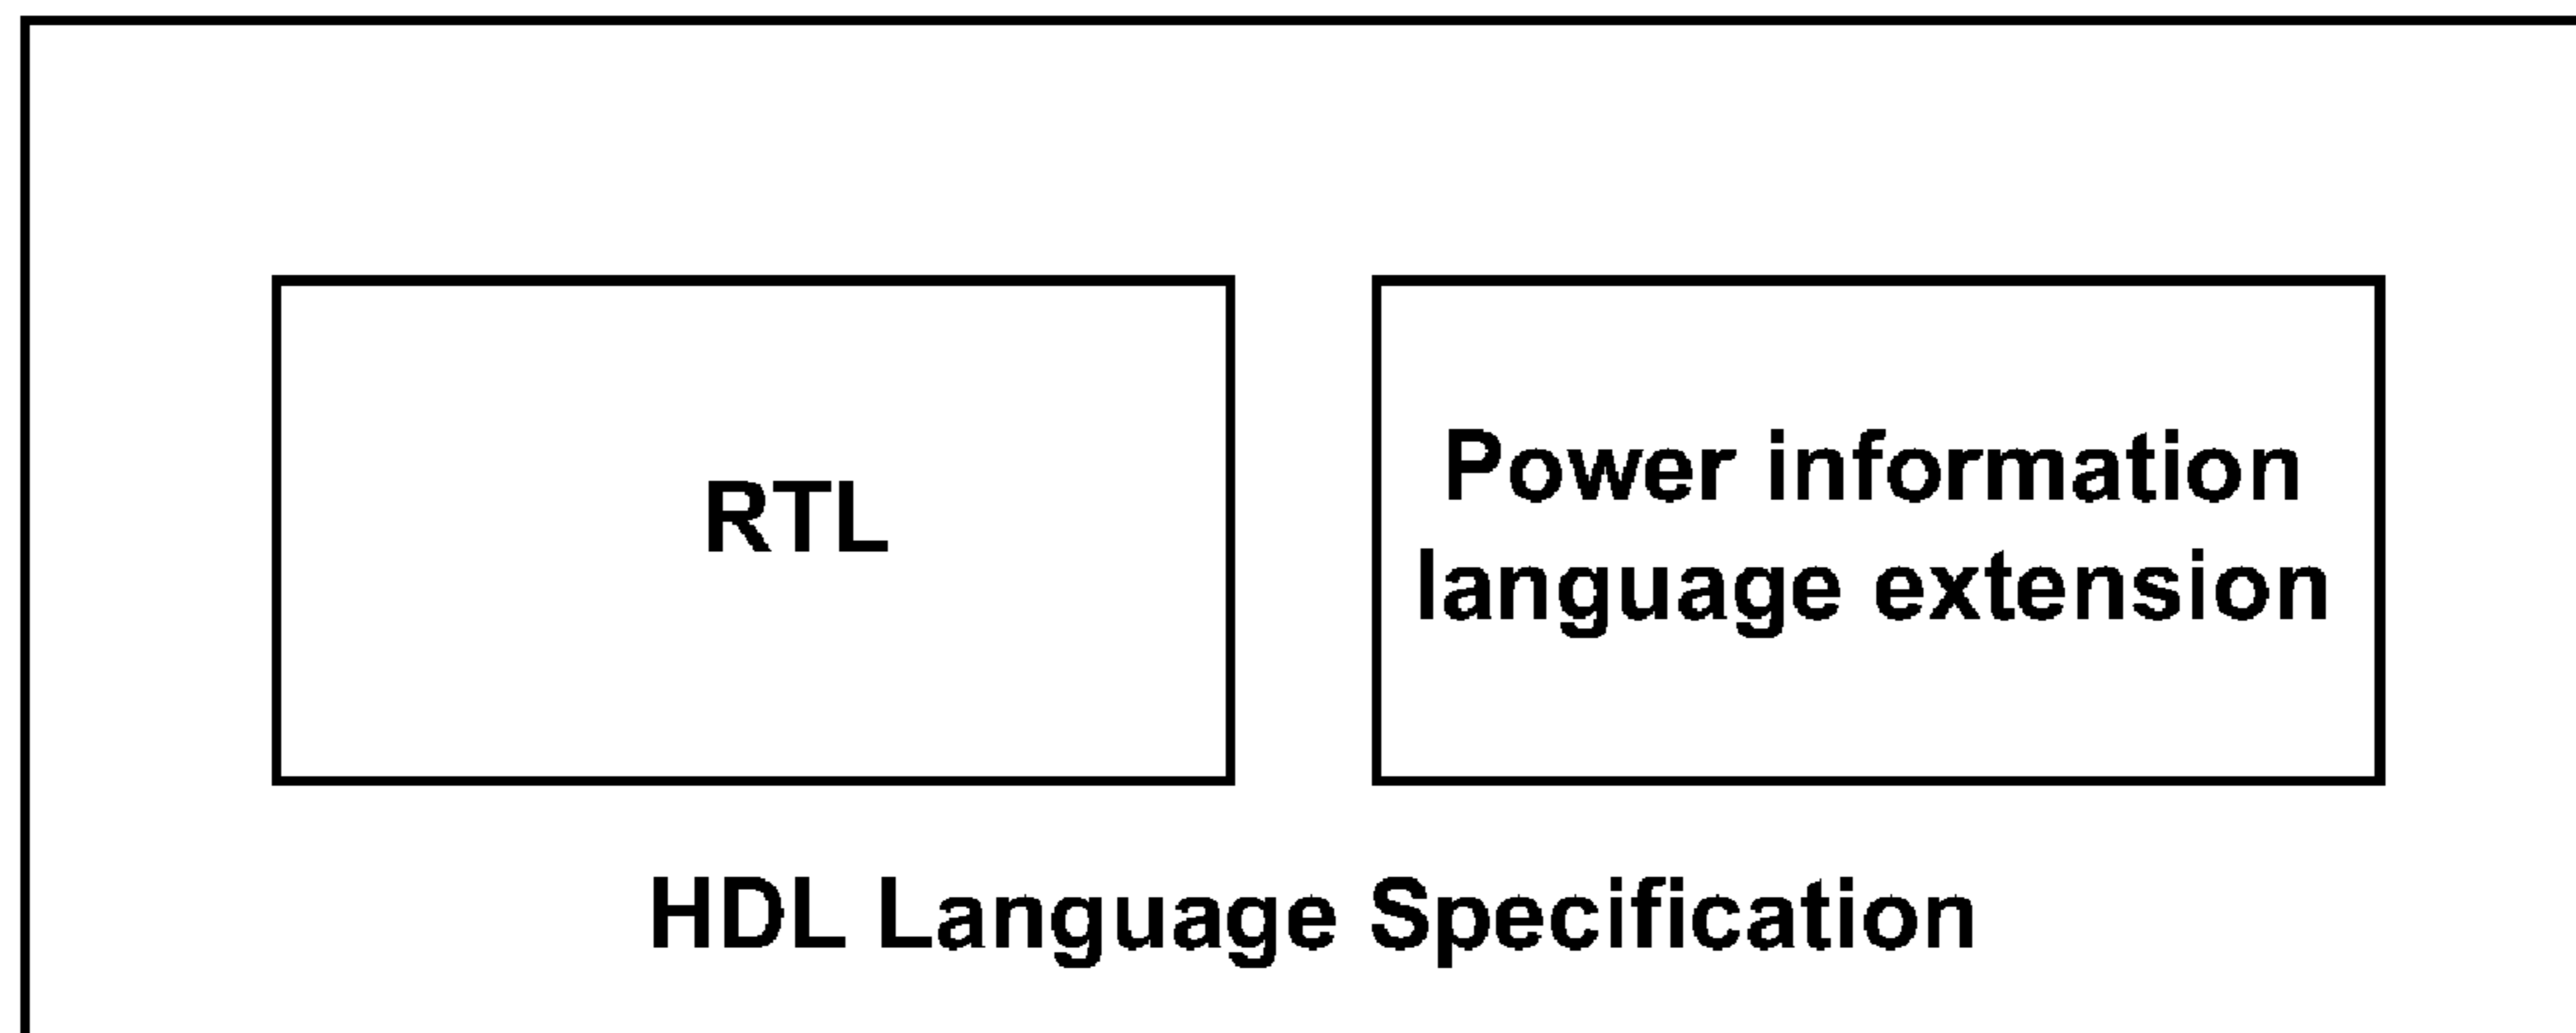 RTL
Power information
language extension
HDL Language Specification